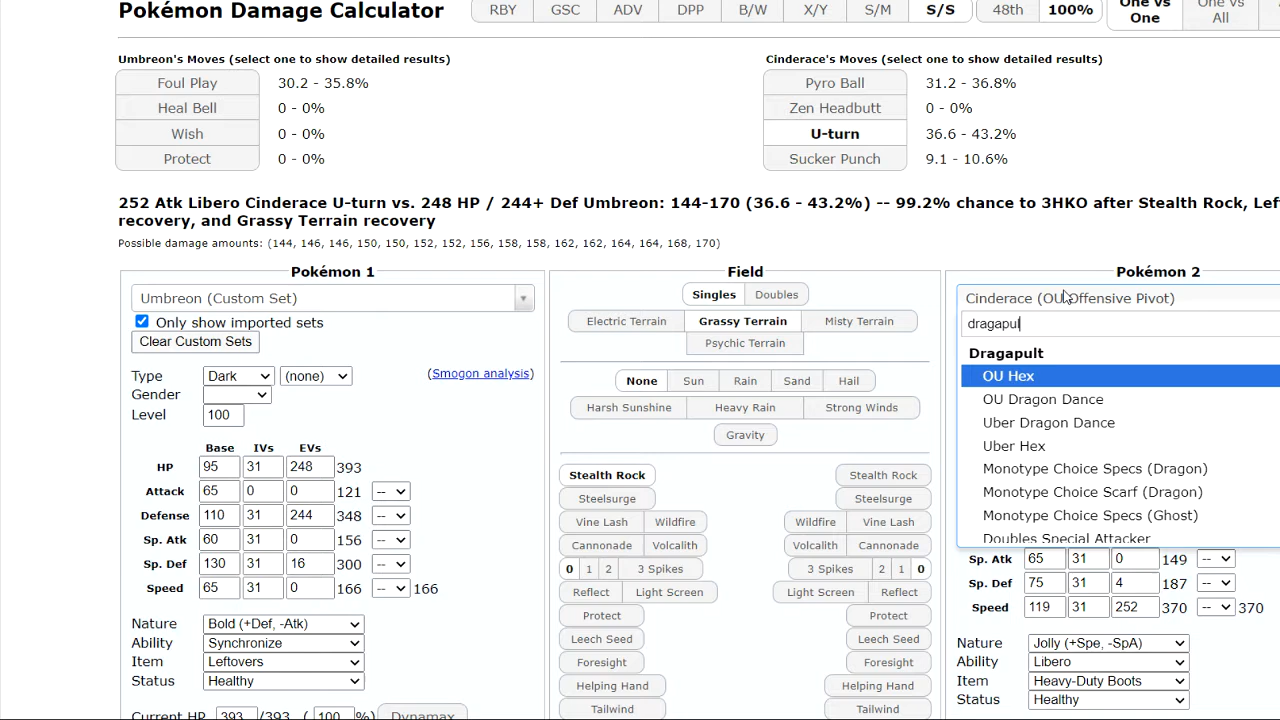 Pokémon Damage Calculator
RBY GSC ADV DPP B/W X/Y S/M S/S 48th 100% One vs One One vs All
Umbreon's Moves (select one to show detailed results)
Foul Play 30.2 - 35.8%
Heal Bell 0 - 0%
Wish 0 - 0%
Protect 0 - 0%
Cinderace's Moves (select one to show detailed results)
Pyro Ball 31.2 - 36.8%
Zen Headbutt 0 - 0%
U-turn 36.6 - 43.2%
Sucker Punch 9.1 - 10.6%
252 Atk Libero Cinderace U-turn vs. 248 HP / 244+ Def Umbreon: 144-170 (36.6 - 43.2%) -- 99.2% chance to 3HKO after Stealth Rock, Left
recovery, and Grassy Terrain recovery
Possible damage amounts: (144, 146, 146, 150, 150, 152, 152, 156, 158, 158, 162, 162, 164, 164, 168, 170)
Pokémon 1
Umbreon (Custom Set)
Only show imported sets
Clear Custom Sets
Type Dark (none) (Smogon analysis)
Gender
Level 100
Base IVs EVs
HP 95 31 248 393
Attack 65 0 0 121 --
Defense 110 31 244 348 --
Sp. Atk 60 31 0 156 --
Sp. Def 130 31 16 300 --
Speed 65 31 0 166 -- 166
Nature Bold (+Def, -Atk)
Ability Synchronize
Item Leftovers
Status Healthy
Current HP 393 /393 ( 100 %) Dynamax
Field
Singles Doubles
Electric Terrain Grassy Terrain Misty Terrain
Psychic Terrain
None Sun Rain Sand Hail
Harsh Sunshine Heavy Rain Strong Winds
Gravity
Stealth Rock Stealth Rock
Steelsurge Steelsurge
Vine Lash Wildfire Wildfire Vine Lash
Cannonade Volcalith Volcalith Cannonade
0 1 2 3 Spikes 3 Spikes 2 1 0
Reflect Light Screen Light Screen Reflect
Protect Protect
Leech Seed Leech Seed
Foresight Foresight
Helping Hand Helping Hand
Tailwind Tailwind
Pokémon 2
Cinderace (OU Offensive Pivot)
dragapul
Dragapult
OU Hex
OU Dragon Dance
Uber Dragon Dance
Uber Hex
Monotype Choice Specs (Dragon)
Monotype Choice Scarf (Dragon)
Monotype Choice Specs (Ghost)
Doubles Special Attacker
Sp. Atk 65 31 0 149 --
Sp. Def 75 31 4 187 --
Speed 119 31 252 370 -- 370
Nature Jolly (+Spe, -SpA)
Ability Libero
Item Heavy-Duty Boots
Status Healthy